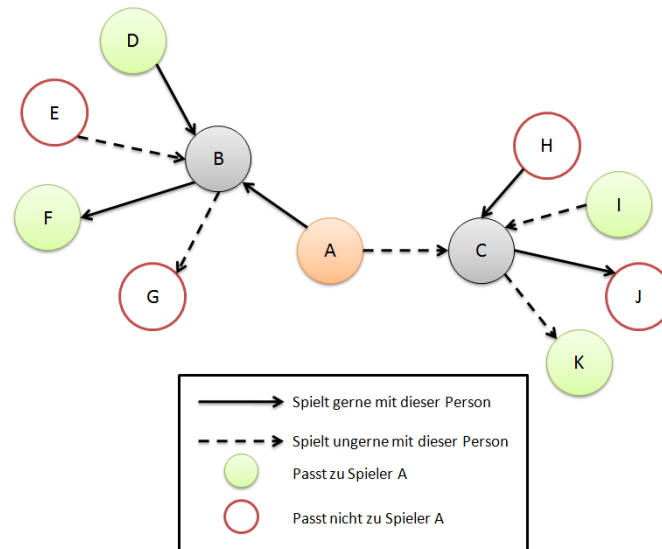 D
E
B
H
F
I
A
C
G
J
K
Spielt gerne mit dieser Person
Spielt ungerne mit dieser Person
Passt zu Spieler A
Passt nicht zu Spieler A